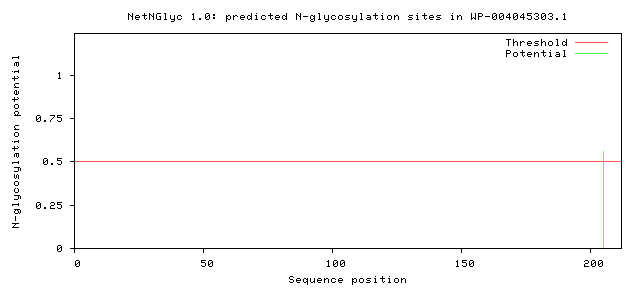 NetNGlyc 1.0: predicted N-glycosylation sites in WP-004045303.1
Threshold
Potential
N-glycosylation potential
1
0.75
0.5
0.25
0
0 50 100 150 200
Sequence position